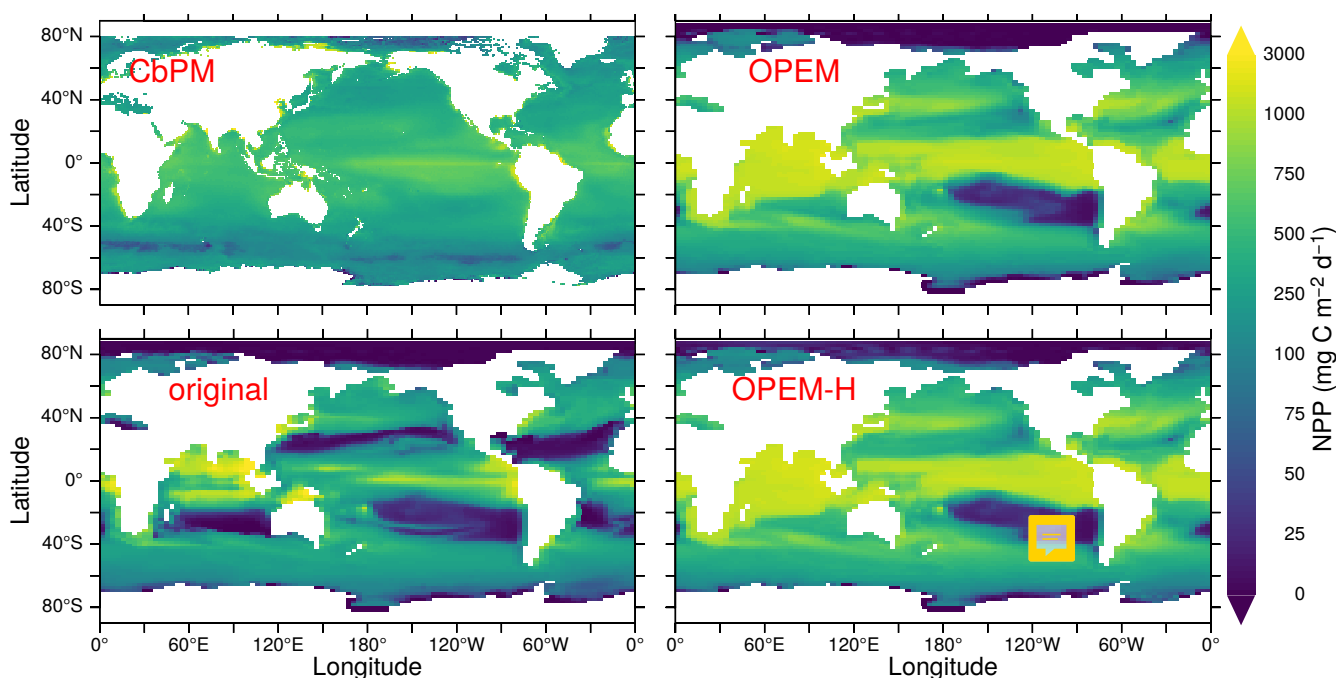 80°N
40°N
0°
40°S
80°S
Latitude
CbPM
OPEM
80°N
40°N
0°
40°S
80°S
Latitude
original
OPEM-H
0° 60°E 120°E 180° 120°W 60°W
Longitude
0° 60°E 120°E 180° 120°W 60°W 0°
Longitude
3000
1000
750
500
250
100
75
50
25
0
NPP (mg C m⁻² d⁻¹)